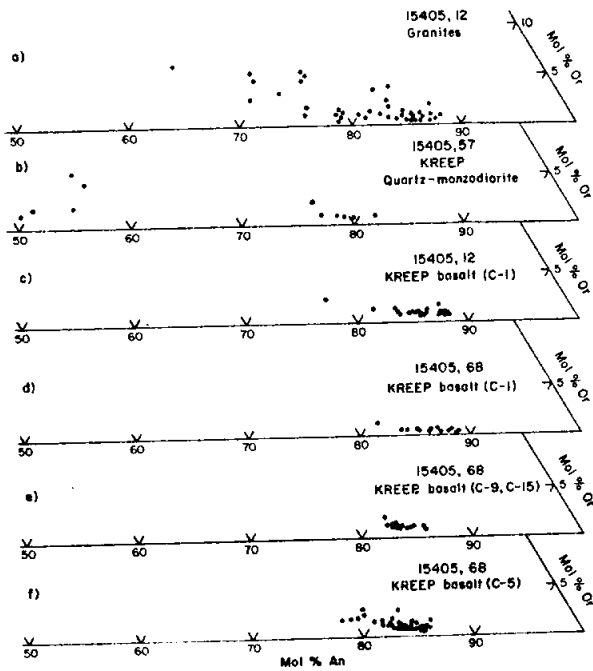 15405, 12
Granites
10
5
Mol % Or
a)
50
60
70
80
90
15405, 57
KREEP
Quartz-monzodiorite
5
Mol % Or
b)
50
60
70
80
90
15405, 12
KREEP basalt (C-1)
5
Mol % Or
c)
50
60
70
80
90
15405, 68
KREEP basalt (C-1)
5
Mol % Or
d)
50
60
70
80
90
15405, 68
KREEP basalt (C-9, C-15)
5
Mol % Or
e)
50
60
70
80
90
15405, 68
KREEP basalt (C-5)
5
Mol % Or
f)
50
60
70
80
90
Mol % An